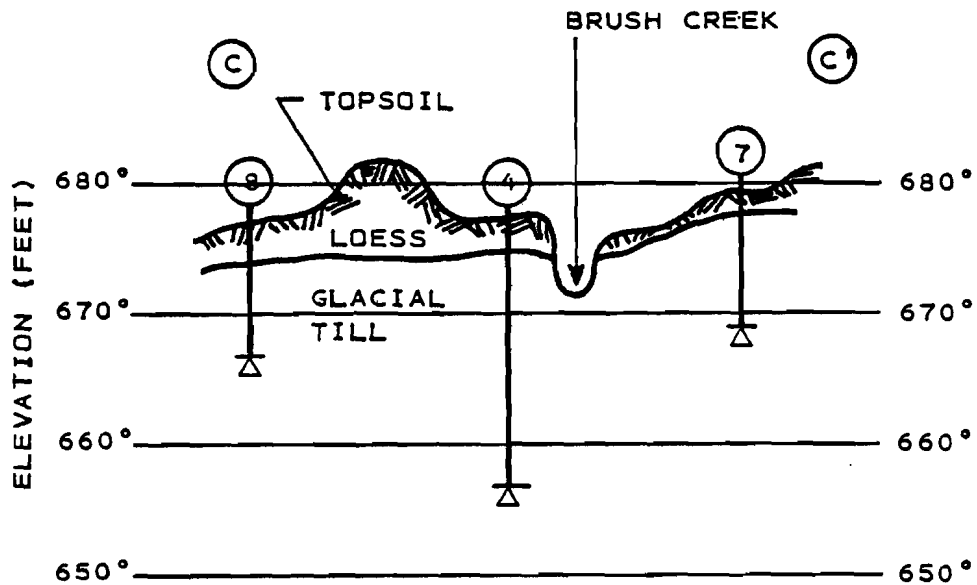 BRUSH CREEK
C
C'
TOPSOIL
7
8
4
680°
680°
LOESS
GLACIAL
TILL
670°
670°
660°
660°
650°
650°
ELEVATION (FEET)